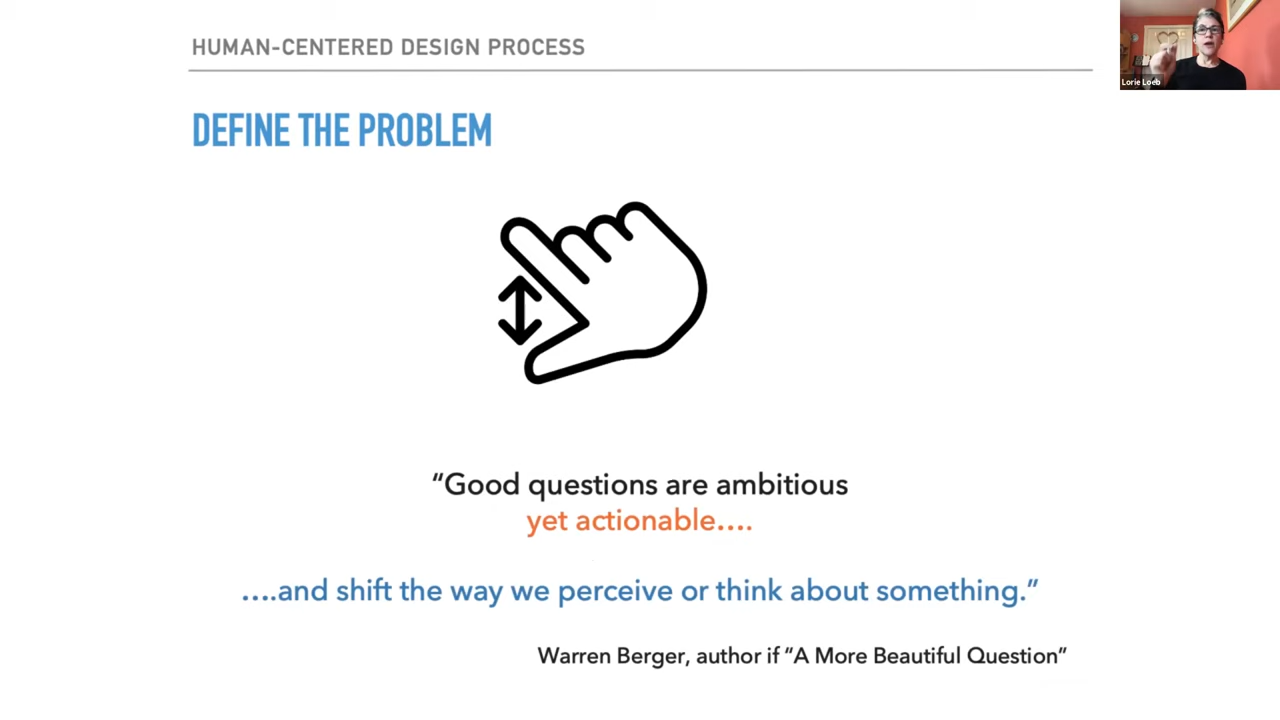 HUMAN-CENTERED DESIGN PROCESS
Lorie Loeb
DEFINE THE PROBLEM
“Good questions are ambitious
yet actionable….
….and shift the way we perceive or think about something.”
Warren Berger, author if “A More Beautiful Question”